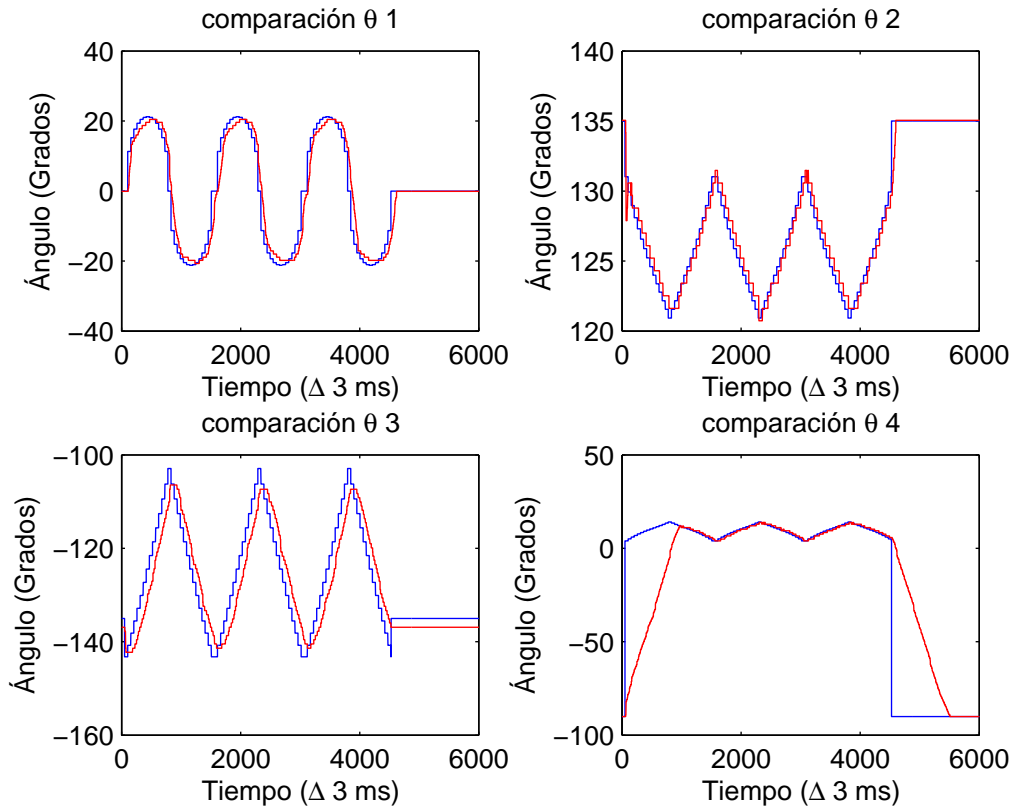 comparación θ 1
40
20
0
−20
−40
Ángulo (Grados)
0
2000
4000
6000
Tiempo (Δ 3 ms)
comparación θ 2
140
135
130
125
120
Ángulo (Grados)
0
2000
4000
6000
Tiempo (Δ 3 ms)
comparación θ 3
−100
−120
−140
−160
Ángulo (Grados)
0
2000
4000
6000
Tiempo (Δ 3 ms)
comparación θ 4
50
0
−50
−100
Ángulo (Grados)
0
2000
4000
6000
Tiempo (Δ 3 ms)